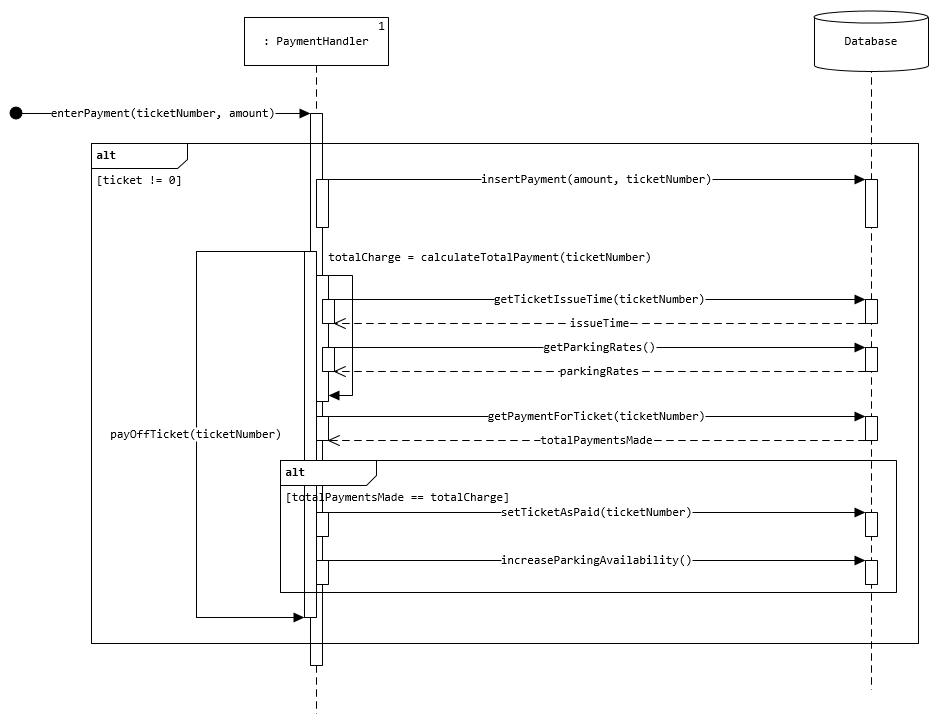 1
: PaymentHandler
Database
enterPayment(ticketNumber, amount)
alt
[ticket != 0]
insertPayment(amount, ticketNumber)
totalCharge = calculateTotalPayment(ticketNumber)
getTicketIssueTime(ticketNumber)
issueTime
getParkingRates()
parkingRates
getPaymentForTicket(ticketNumber)
payOffTicket(ticketNumber)
totalPaymentsMade
alt
[totalPaymentsMade == totalCharge]
setTicketAsPaid(ticketNumber)
increaseParkingAvailability()